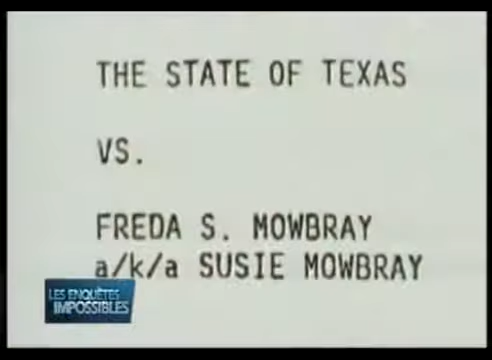 THE STATE OF TEXAS
VS.
FREDA S. MOWBRAY
a/k/a SUSIE MOWBRAY
LES ENQUÊTES
IMPOSSIBLES